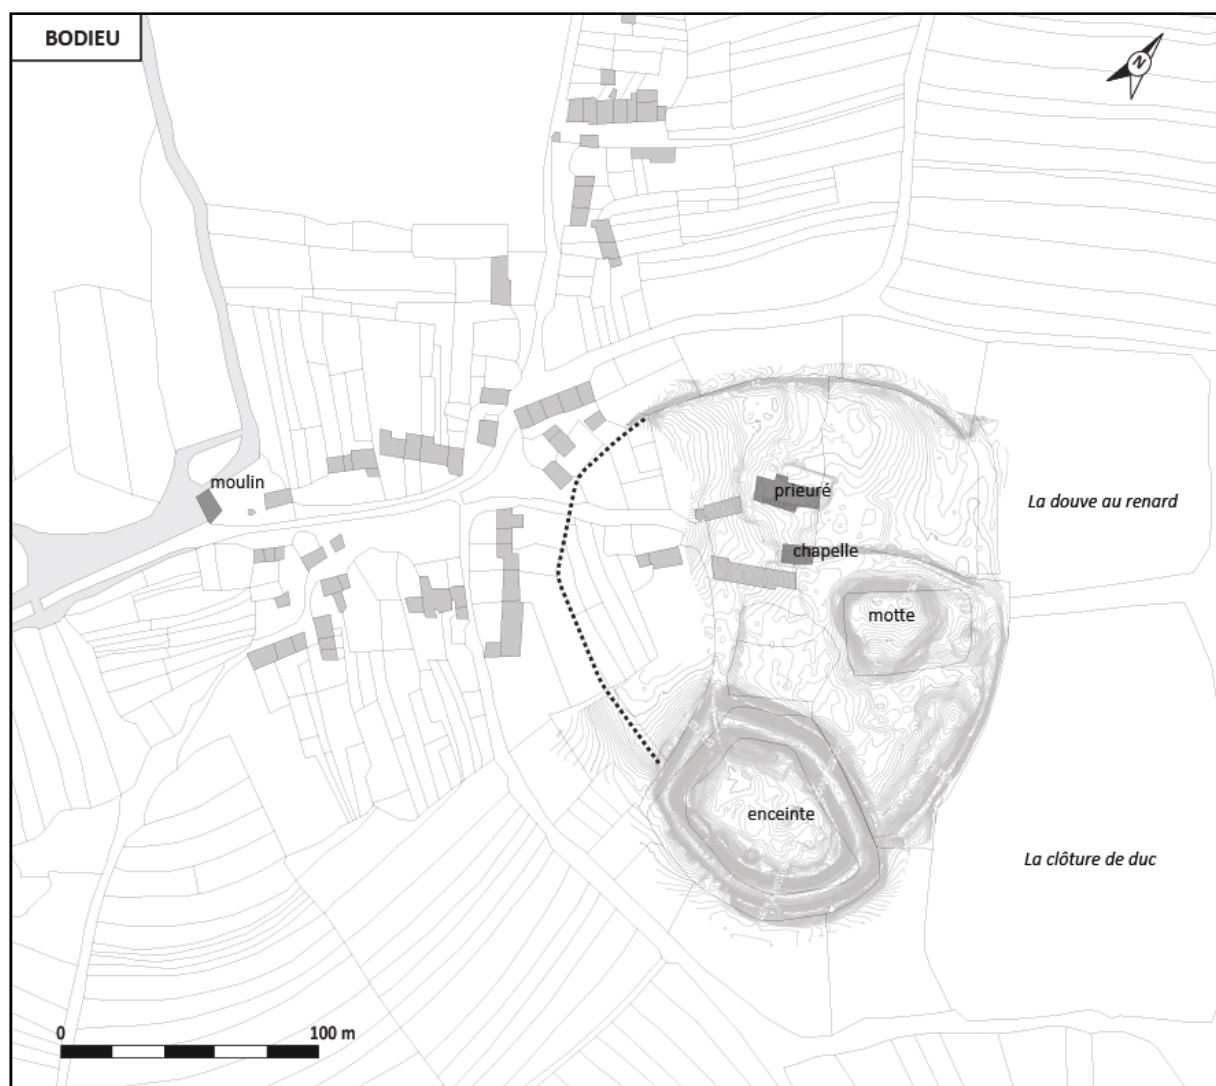 BODIEU
N
moulin
prieuré
La douve au renard
chapelle
motte
enceinte
La clôture de duc
0 100 m